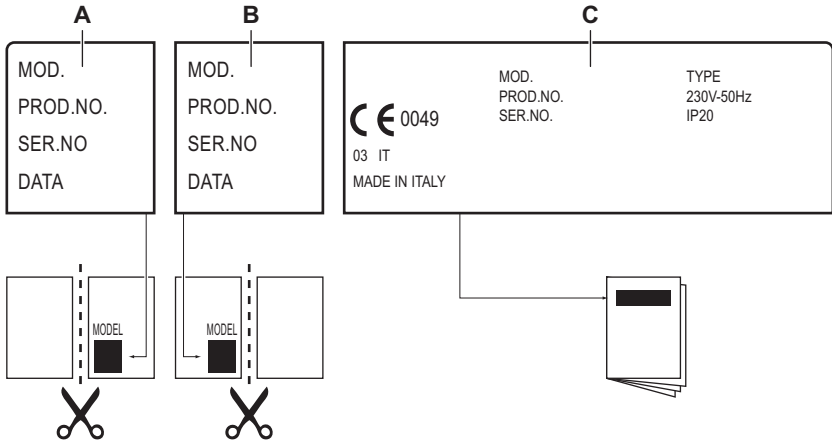 A
B
C
MOD.
PROD.NO.
SER.NO
DATA
MOD.
PROD.NO.
SER.NO
DATA
MOD.
PROD.NO.
SER.NO.
TYPE
230V-50Hz
IP20
CE 0049
03 IT
MADE IN ITALY
MODEL
MODEL